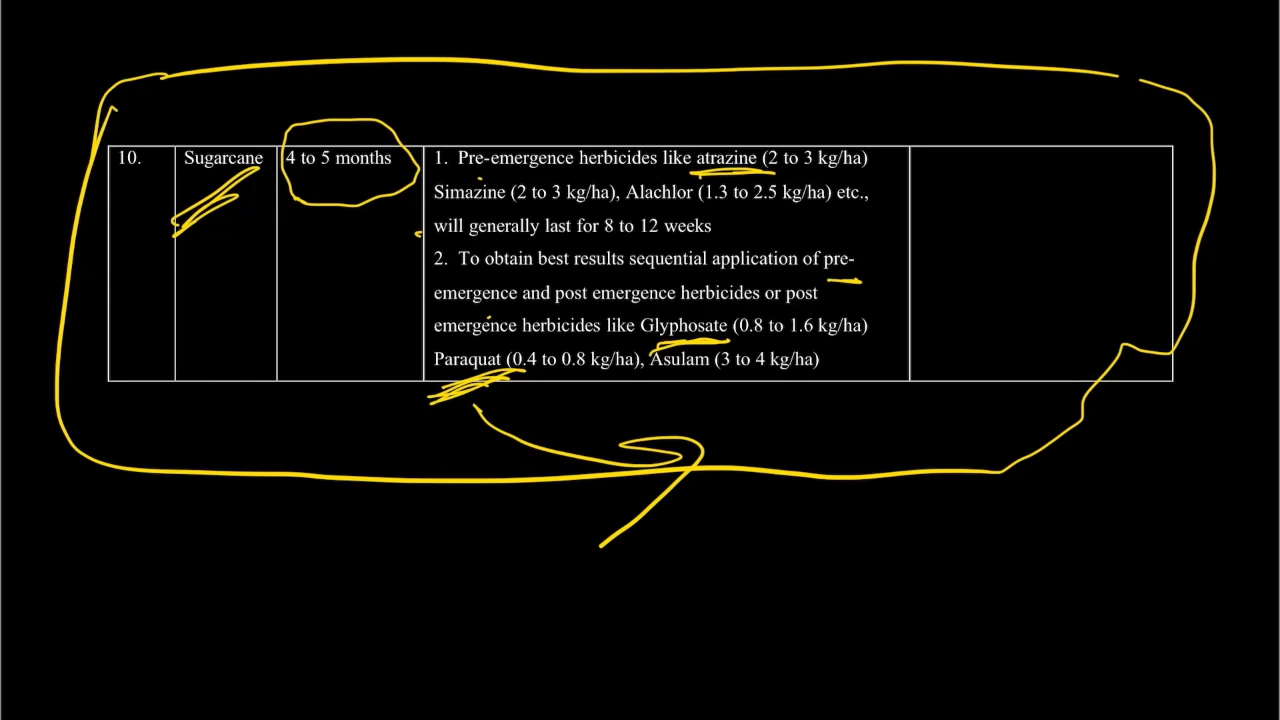 10. Sugarcane 4 to 5 months 1. Pre-emergence herbicides like atrazine (2 to 3 kg/ha)
Simazine (2 to 3 kg/ha), Alachlor (1.3 to 2.5 kg/ha) etc.,
will generally last for 8 to 12 weeks
2. To obtain best results sequential application of pre-
emergence and post emergence herbicides or post
emergence herbicides like Glyphosate (0.8 to 1.6 kg/ha)
Paraquat (0.4 to 0.8 kg/ha), Asulam (3 to 4 kg/ha)